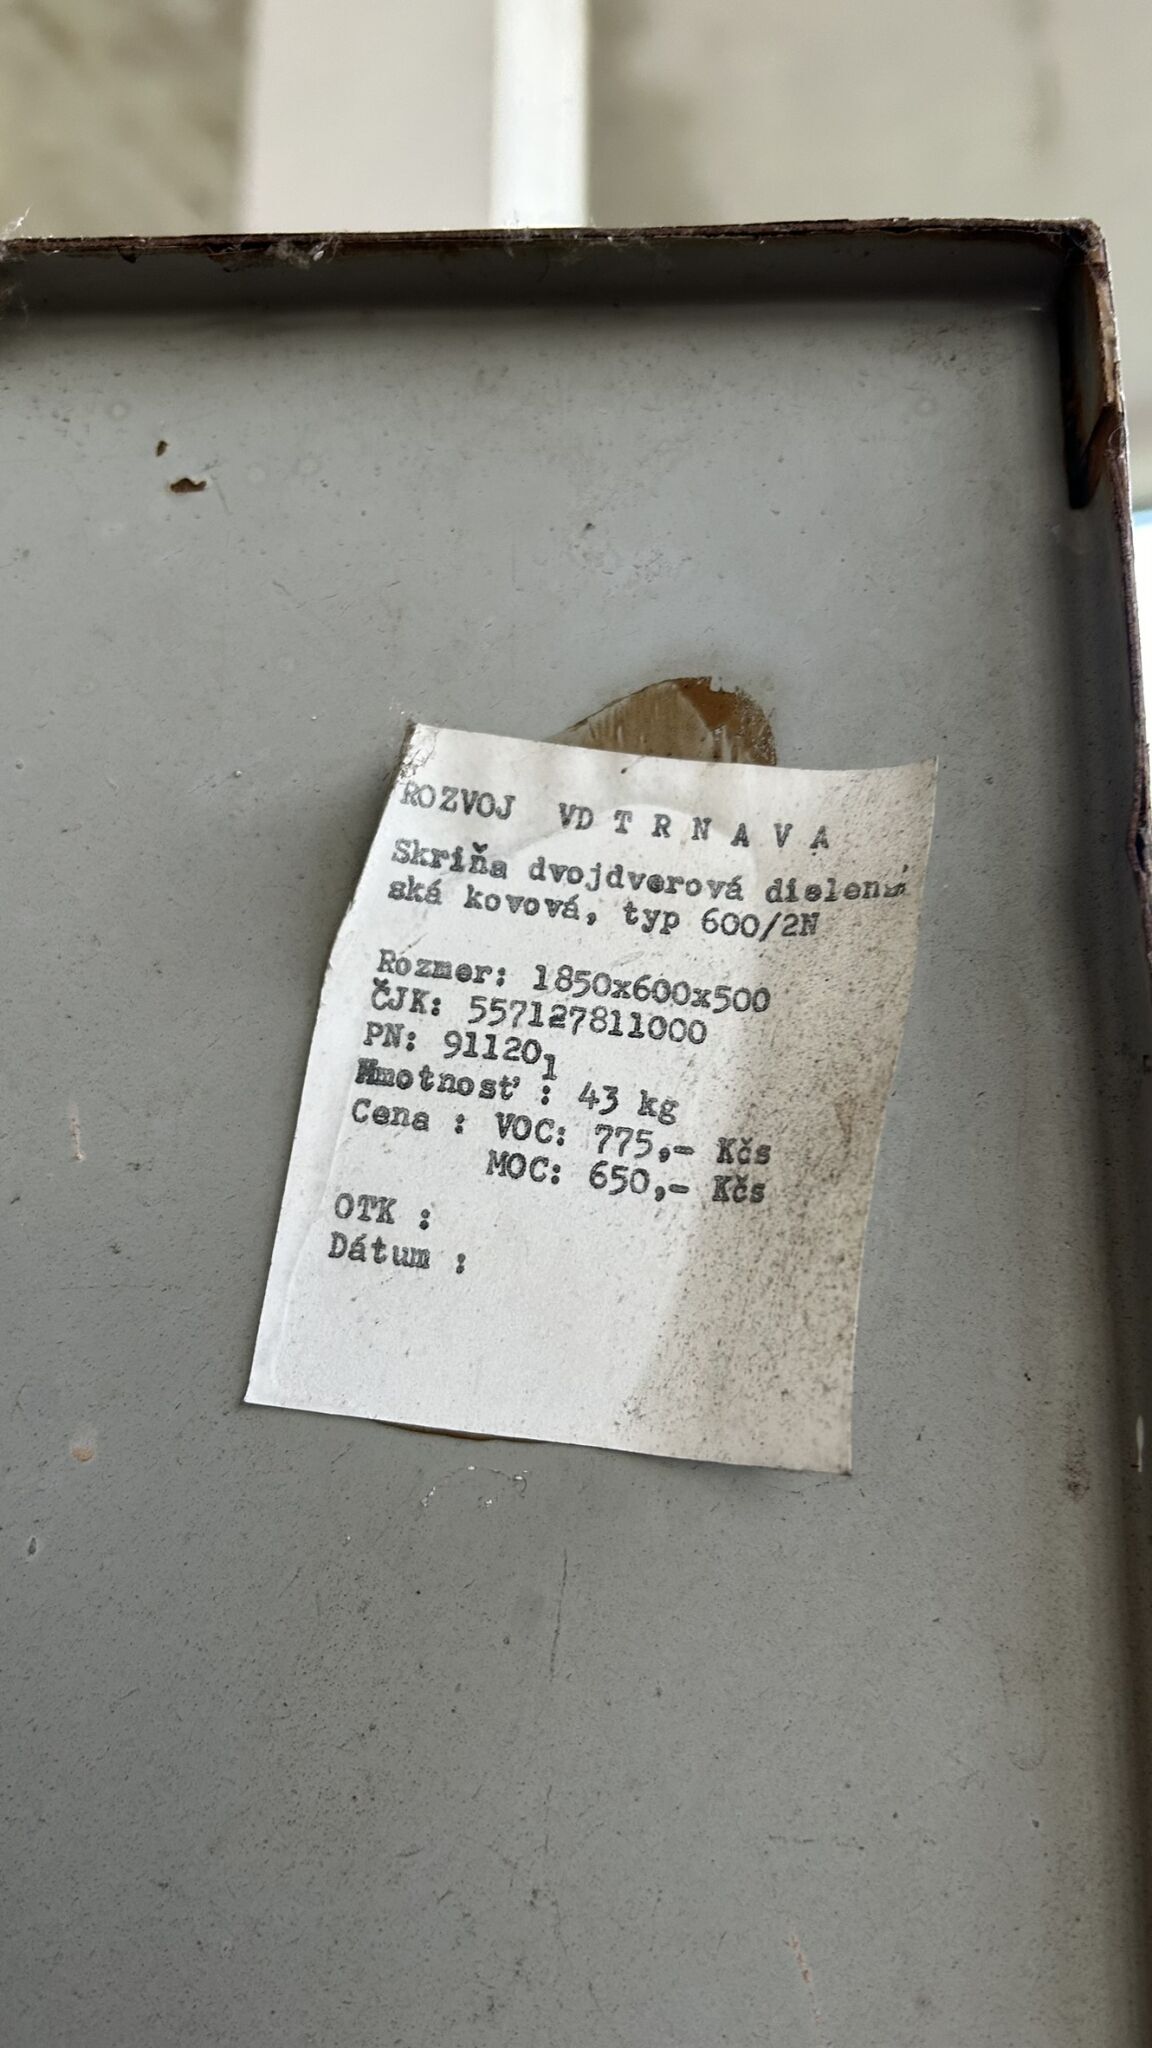 ROZVOJ VD T R N A V A
Skriňa dvojdverová dielen
ská kovová, typ 600/2N
Rozmer: 1850x600x500
ČJK: 557127811000
PN: 911201
Hmotnosť : 43 kg
Cena : VOC: 775,- Kčs
MOC: 650,- Kčs
OTK :
Dátum :